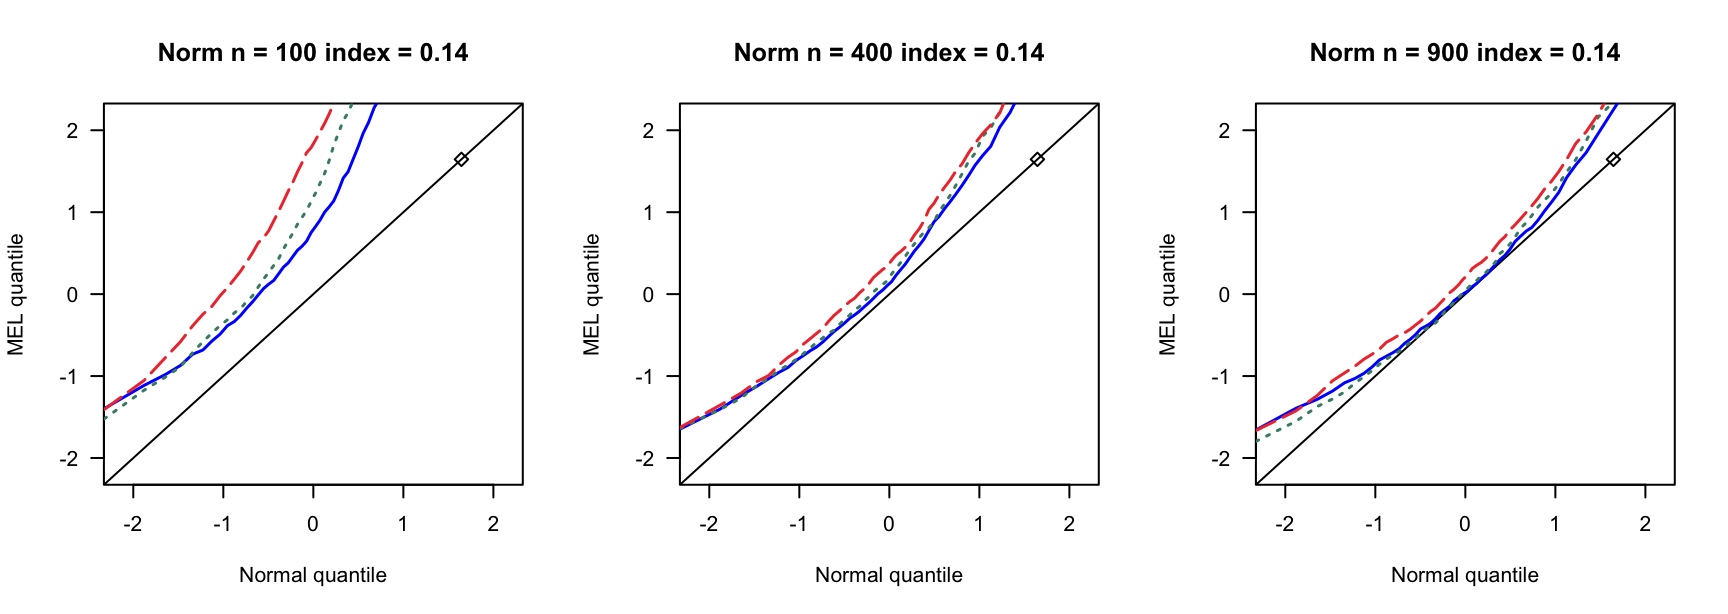 Norm n = 100 index = 0.14
MEL quantile
2
1
0
-1
-2
-2 -1 0 1 2
Normal quantile
Norm n = 400 index = 0.14
MEL quantile
2
1
0
-1
-2
-2 -1 0 1 2
Normal quantile
Norm n = 900 index = 0.14
MEL quantile
2
1
0
-1
-2
-2 -1 0 1 2
Normal quantile